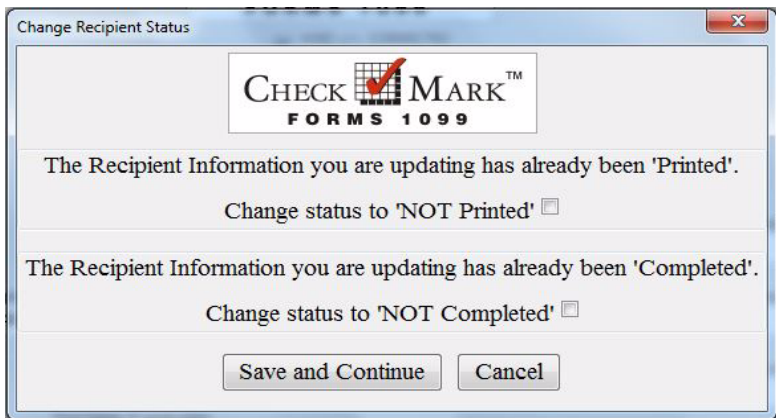 Change Recipient Status
CHECK MARK™
FORMS 1099
The Recipient Information you are updating has already been 'Printed'.
Change status to 'NOT Printed'
The Recipient Information you are updating has already been 'Completed'.
Change status to 'NOT Completed'
Save and Continue Cancel